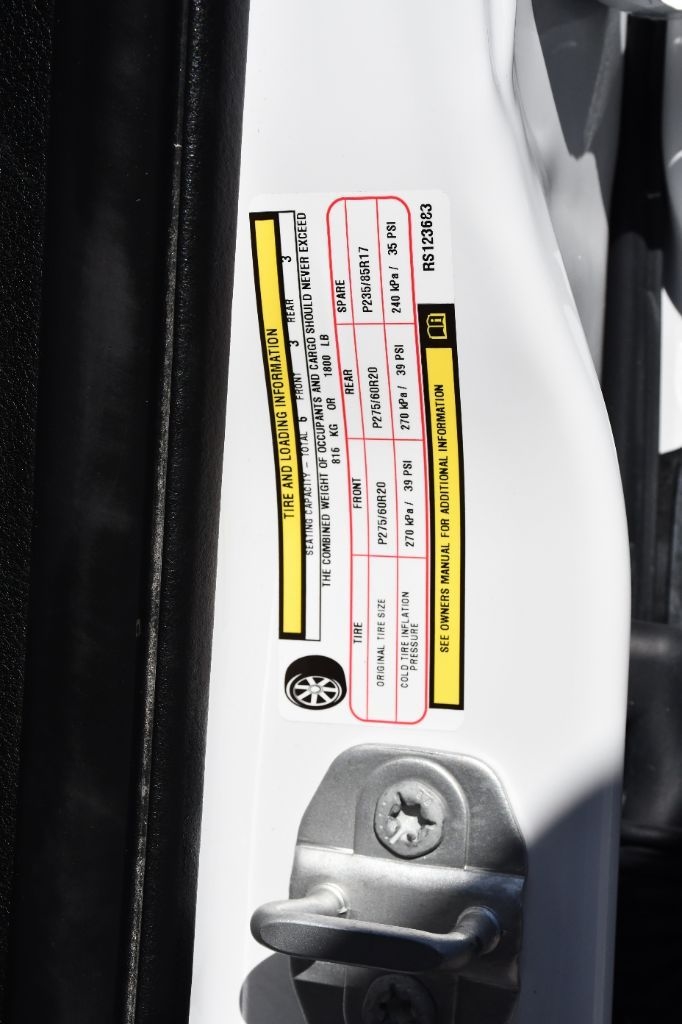 TIRE AND LOADING INFORMATION
SEATING CAPACITY - TOTAL 6 FRONT 3 REAR 3
THE COMBINED WEIGHT OF OCCUPANTS AND CARGO SHOULD NEVER EXCEED
816 KG OR 1800 LB
TIRE FRONT REAR SPARE
ORIGINAL TIRE SIZE P275/60R20 P275/60R20 P235/85R17
COLD TIRE INFLATION PRESSURE 270 kPa / 39 PSI 270 kPa / 39 PSI 240 kPa / 35 PSI
SEE OWNERS MANUAL FOR ADDITIONAL INFORMATION
RS123683